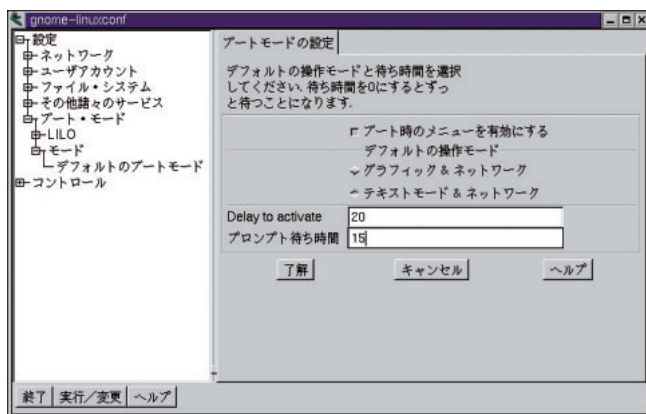 gnome-linuxconf
設定
ネットワーク
ユーザアカウント
ファイル・システム
その他諸々のサービス
ブート・モード
LILO
モード
デフォルトのブートモード
コントロール
ブートモードの設定
デフォルトの操作モードと待ち時間を選択
してください. 待ち時間を0にするとずっ
と待つことになります.
ブート時のメニューを有効にする
デフォルトの操作モード
グラフィック & ネットワーク
テキストモード & ネットワーク
Delay to activate 20
プロンプト待ち時間 15
了解 キャンセル ヘルプ
終了 実行/変更 ヘルプ